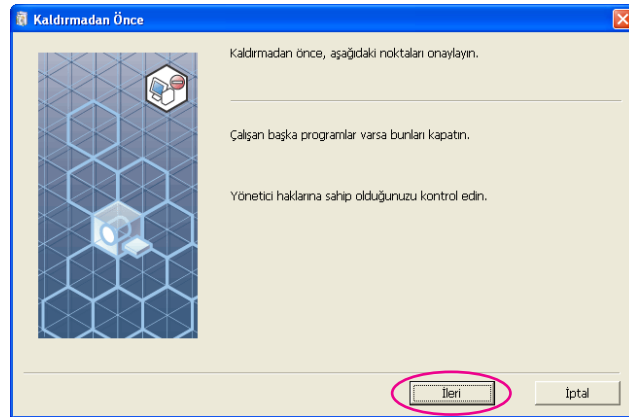 Kaldırmadan Önce
Kaldırmadan önce, aşağıdaki noktaları onaylayın.
Çalışan başka programlar varsa bunları kapatın.
Yönetici haklarına sahip olduğunuzu kontrol edin.
İleri
İptal